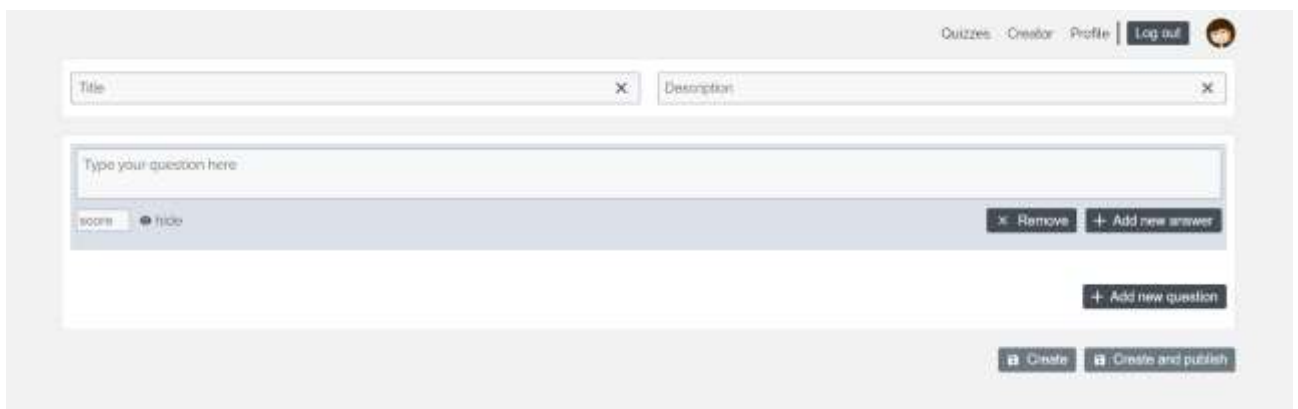 Quizzes Creator Profile Log out
Title Description
Type your question here
score hide Remove Add new answer
Add new question
Create Create and publish